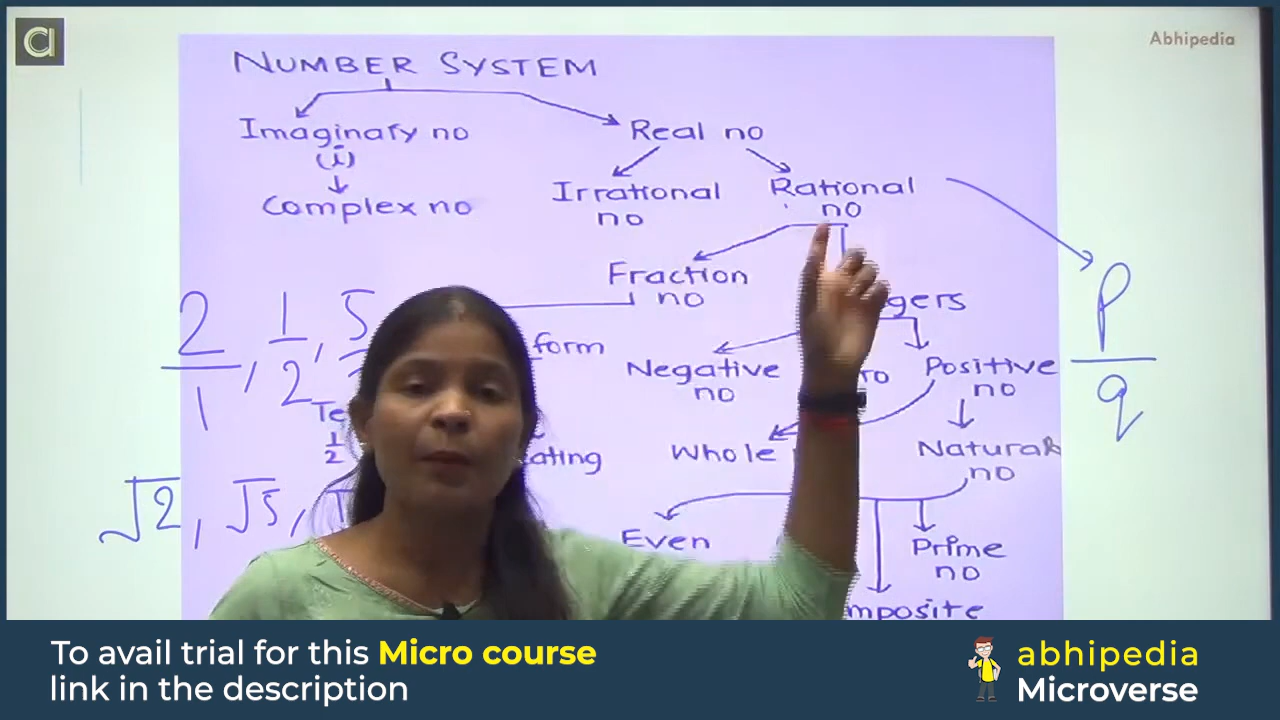 Abhipedia
NUMBER SYSTEM
Imaginary no
(i)
Complex no
Real no
Irrational
no
Rational
no
p
q
Fraction
no
form
Negative
no
Positive
no
Whole
Natural
no
Even
Prime
no
2/1, 1/2, 5
1/2
√2, √5,
To avail trial for this Micro course
link in the description
abhipedia
Microverse